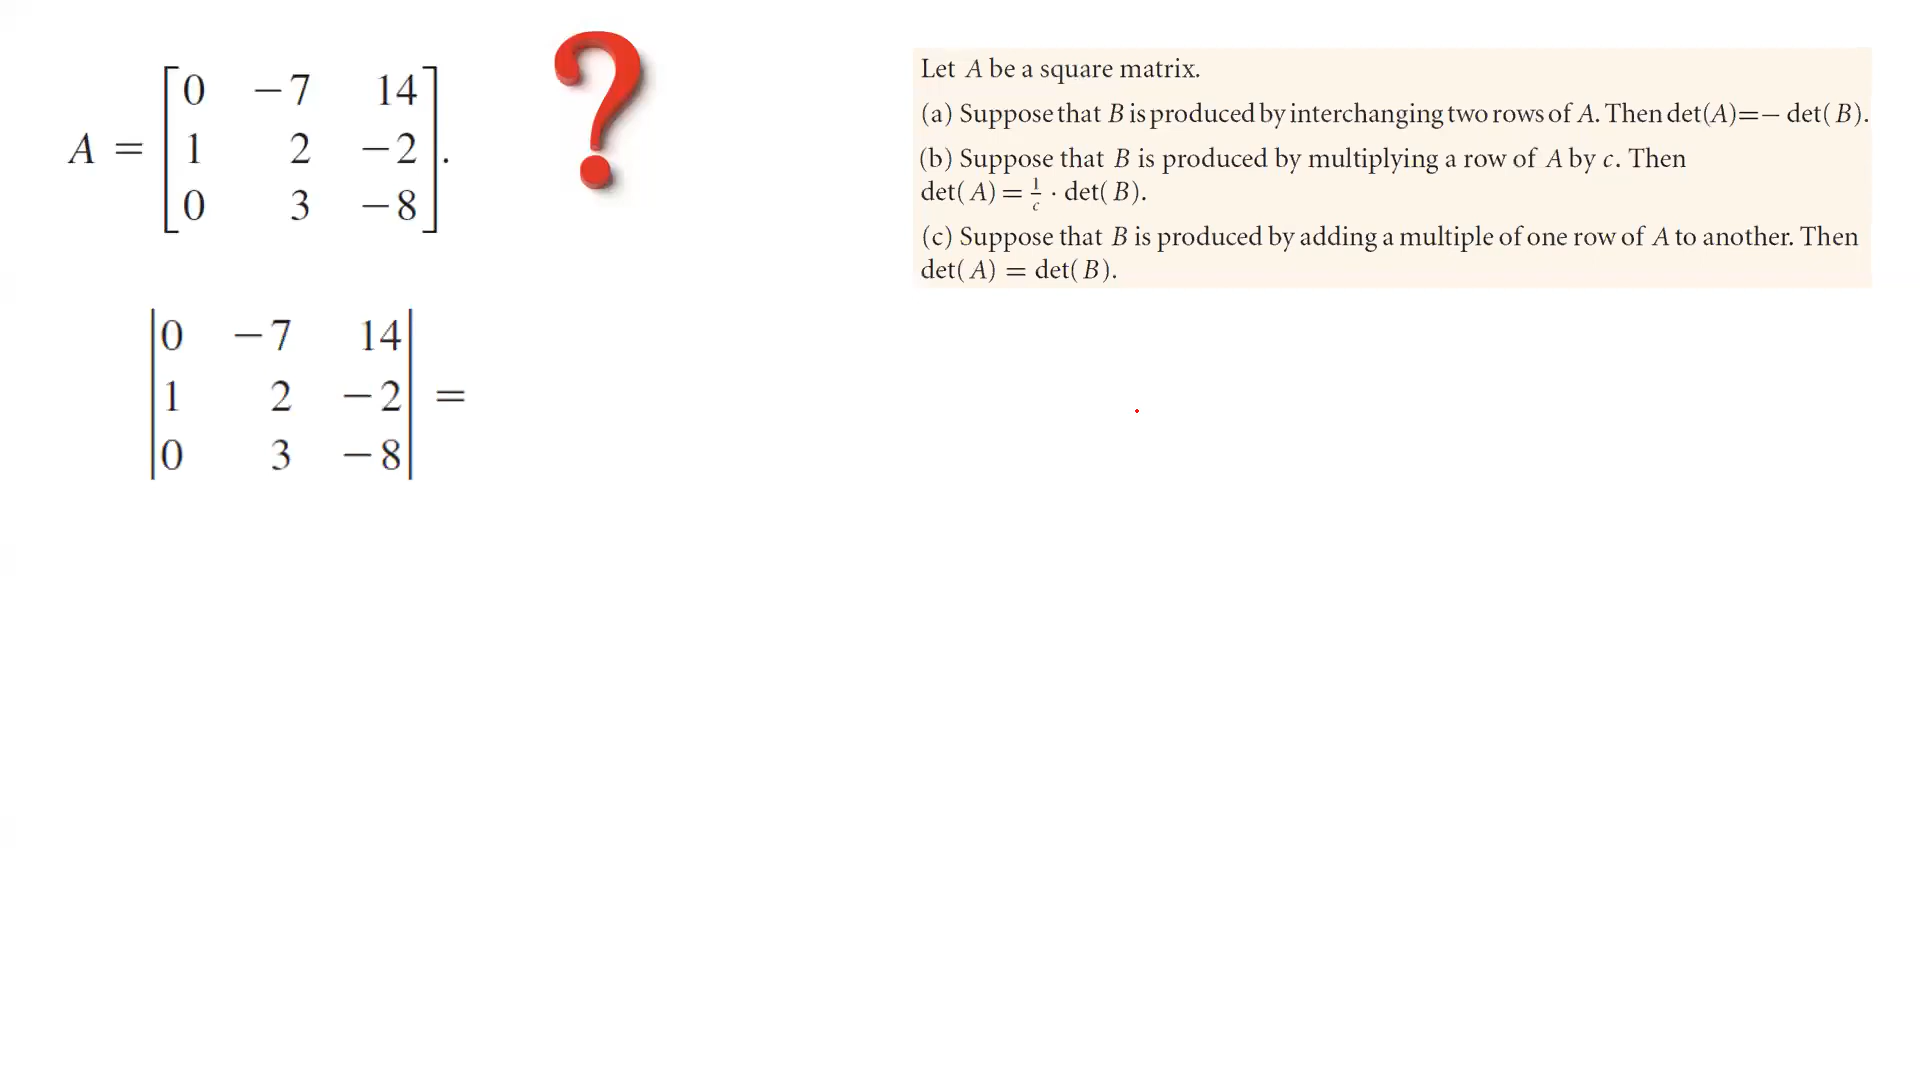 A = [0 −7 14
1 2 −2
0 3 −8].
?
Let A be a square matrix.
(a) Suppose that B is produced by interchanging two rows of A. Then det(A)=− det(B).
(b) Suppose that B is produced by multiplying a row of A by c. Then
det(A) = 1/c · det(B).
(c) Suppose that B is produced by adding a multiple of one row of A to another. Then
det(A) = det(B).
|0 −7 14|
|1 2 −2| =
|0 3 −8|